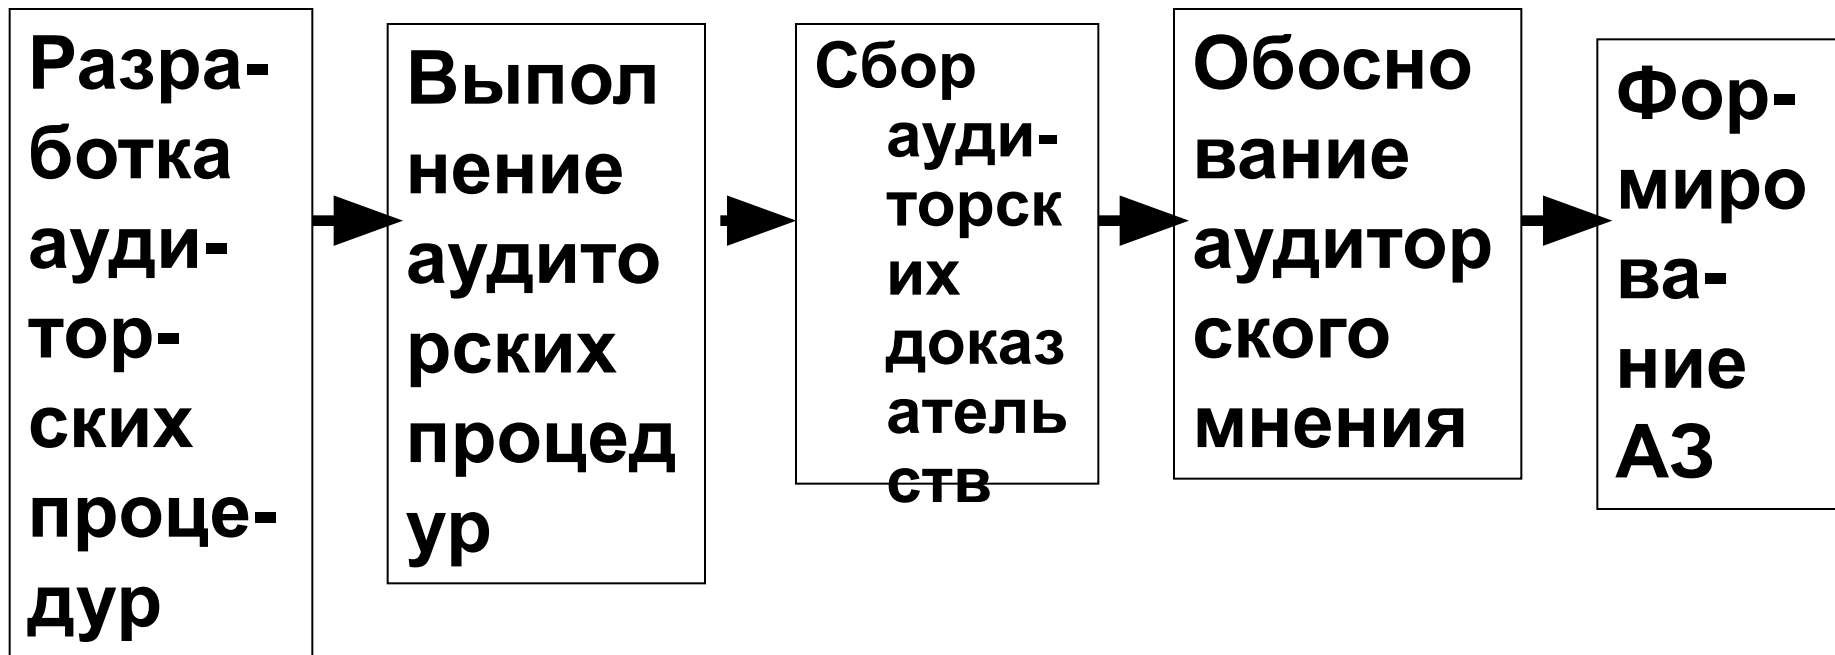 Разра-
ботка
ауди-
тор-
ских
проце-
дур
Выпол
нение
аудито
рских
процед
ур
Сбор
ауди-
торск
их
доказ
атель
ств
Обосно
вание
аудитор
ского
мнения
Фор-
миро
ва-
ние
АЗ